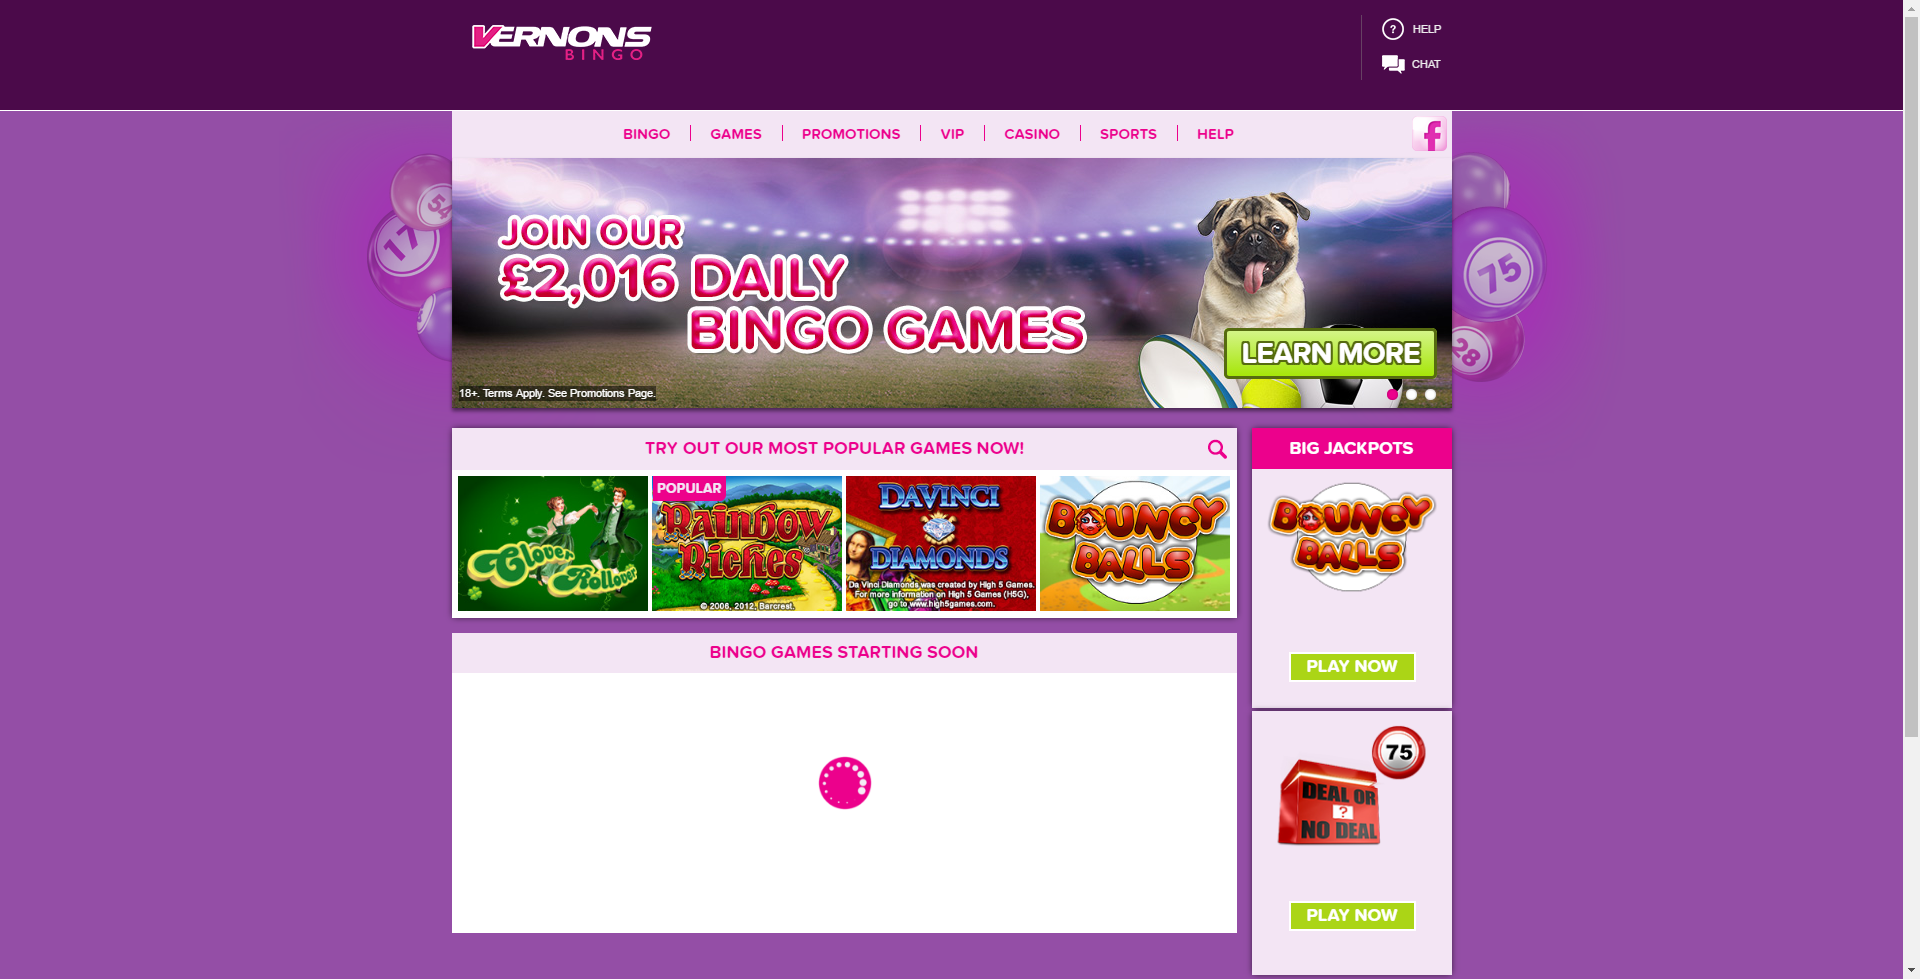 VERNONS
BINGO
HELP
CHAT
BINGO
GAMES
PROMOTIONS
VIP
CASINO
SPORTS
HELP
54
17
75
28
JOIN OUR
£2,016 DAILY
BINGO GAMES
LEARN MORE
18+. Terms Apply. See Promotions Page.
TRY OUT OUR MOST POPULAR GAMES NOW!
Clover
Rollover
POPULAR
Rainbow
Riches
© 2006, 2012, Barcrest.
DAVINCI
DIAMONDS
Da Vinci Diamonds was created by High 5 Games.
For more information on High 5 Games (H5G),
go to www.high5games.com.
BOUNCY
BALLS
BIG JACKPOTS
BOUNCY
BALLS
PLAY NOW
BINGO GAMES STARTING SOON
75
DEAL OR
?
NO DEAL
PLAY NOW